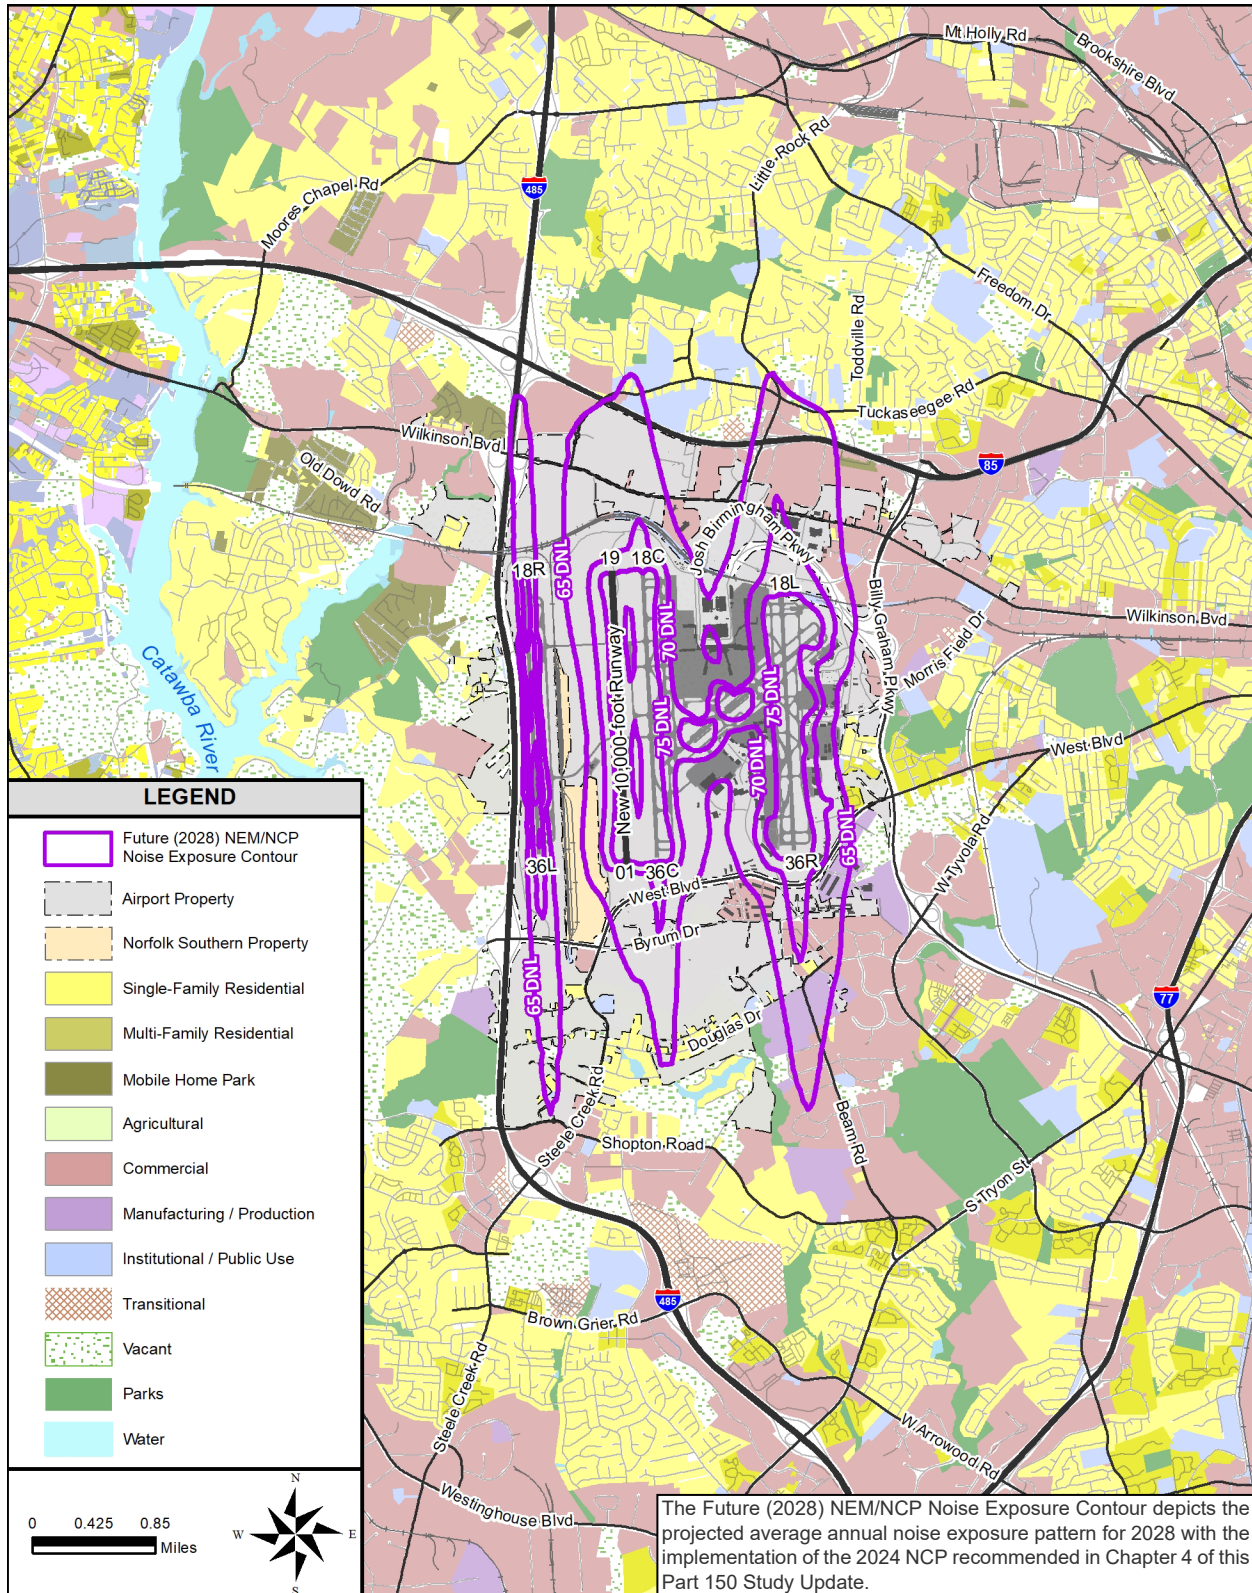 Mt Holly Rd
Brookshire Blvd
Little Rock Rd
485
Moores Chapel Rd
Freedom Dr
Toddville Rd
Tuckaseegee Rd
Wilkinson Blvd
85
Old Dowd Rd
Josh Birmingham Pkwy
18R
19
18C
18L
65 DNL
70 DNL
Billy Graham Pkwy
Morris Field Dr
Wilkinson Blvd
New 10,000-foot Runway
Catawba River
75 DNL
75 DNL
70 DNL
West Blvd
65 DNL
W Tyvola Rd
36L
01
36C
36R
West Blvd
Byrum Dr
65 DNL
Douglas Dr
77
Steele Creek Rd
Beam Rd
Shopton Road
S Tryon St
485
Brown Grier Rd
Steele Creek Rd
W Arrowood Rd
Westinghouse Blvd
LEGEND
Future (2028) NEM/NCP
Noise Exposure Contour
Airport Property
Norfolk Southern Property
Single-Family Residential
Multi-Family Residential
Mobile Home Park
Agricultural
Commercial
Manufacturing / Production
Institutional / Public Use
Transitional
Vacant
Parks
Water
0 0.425 0.85
Miles
N
W E
S
The Future (2028) NEM/NCP Noise Exposure Contour depicts the
projected average annual noise exposure pattern for 2028 with the
implementation of the 2024 NCP recommended in Chapter 4 of this
Part 150 Study Update.